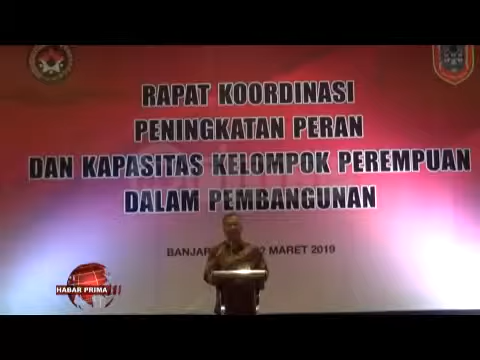 RAPAT KOORDINASI
PENINGKATAN PERAN
DAN KAPASITAS KELOMPOK PEREMPUAN
DALAM PEMBANGUNAN
MARET 2019
HABAR PRIMA